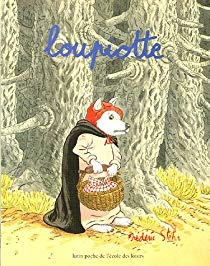 loupiotte
Frédéric Stehr
lutin poche de l'école des loisirs